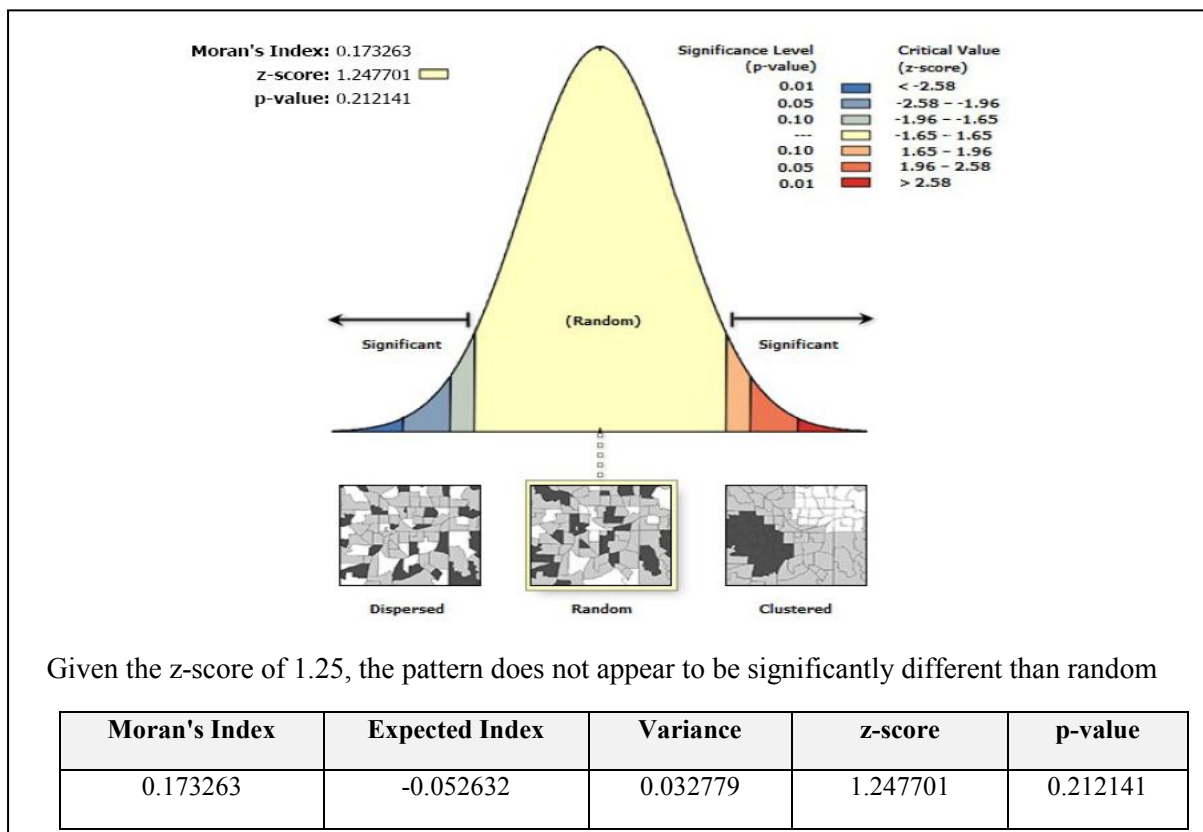 Moran's Index: 0.173263
z-score: 1.247701
p-value: 0.212141
Significance Level
(p-value)
Critical Value
(z-score)
0.01 < -2.58
0.05 -2.58 - -1.96
0.10 -1.96 - -1.65
--- -1.65 - 1.65
0.10 1.65 - 1.96
0.05 1.96 - 2.58
0.01 > 2.58
(Random)
Significant
Significant
Dispersed
Random
Clustered
Given the z-score of 1.25, the pattern does not appear to be significantly different than random
Moran's Index Expected Index Variance z-score p-value
0.173263 -0.052632 0.032779 1.247701 0.212141